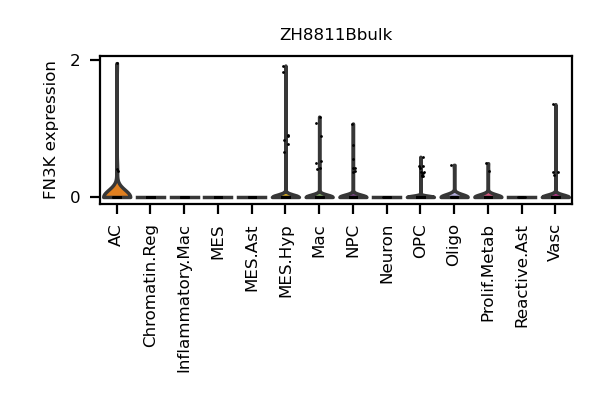 ZH8811Bbulk
FN3K expression
2
0
AC
Chromatin.Reg
Inflammatory.Mac
MES
MES.Ast
MES.Hyp
Mac
NPC
Neuron
OPC
Oligo
Prolif.Metab
Reactive.Ast
Vasc